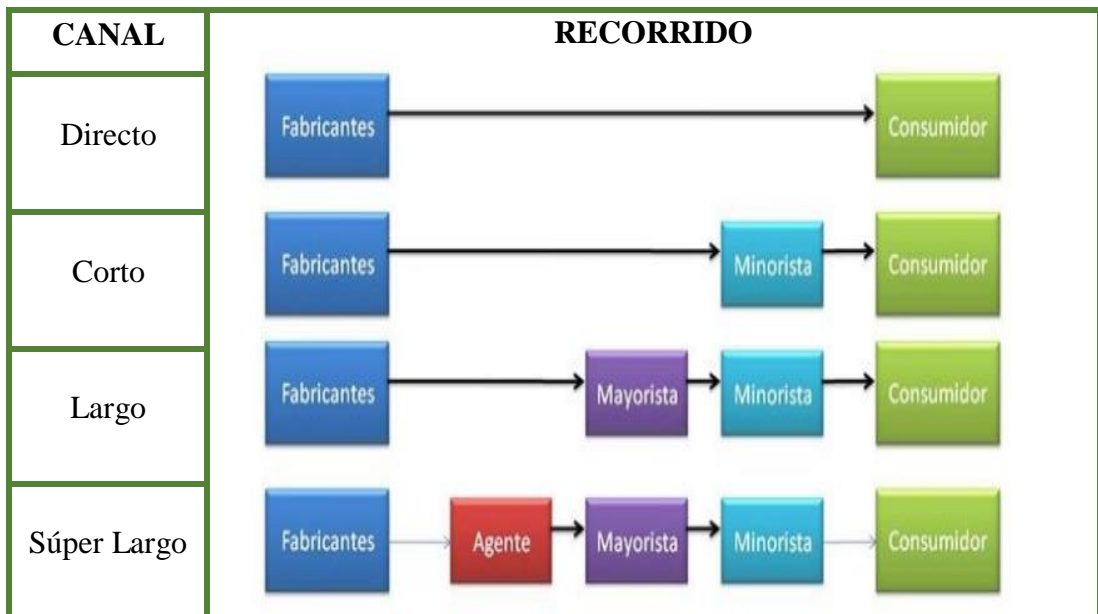 CANAL RECORRIDO
Directo Fabricantes Consumidor
Corto Fabricantes Minorista Consumidor
Largo Fabricantes Mayorista Minorista Consumidor
Súper Largo Fabricantes Agente Mayorista Minorista Consumidor